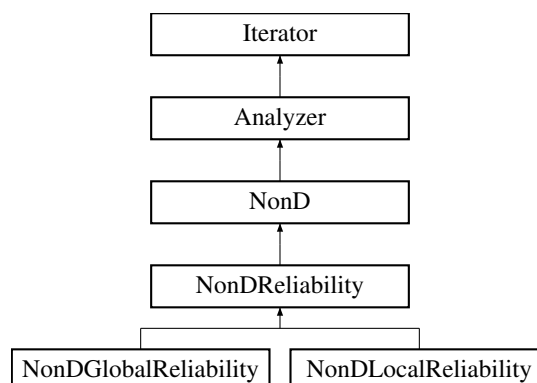 Iterator
Analyzer
NonD
NonDReliability
NonDGlobalReliability
NonDLocalReliability